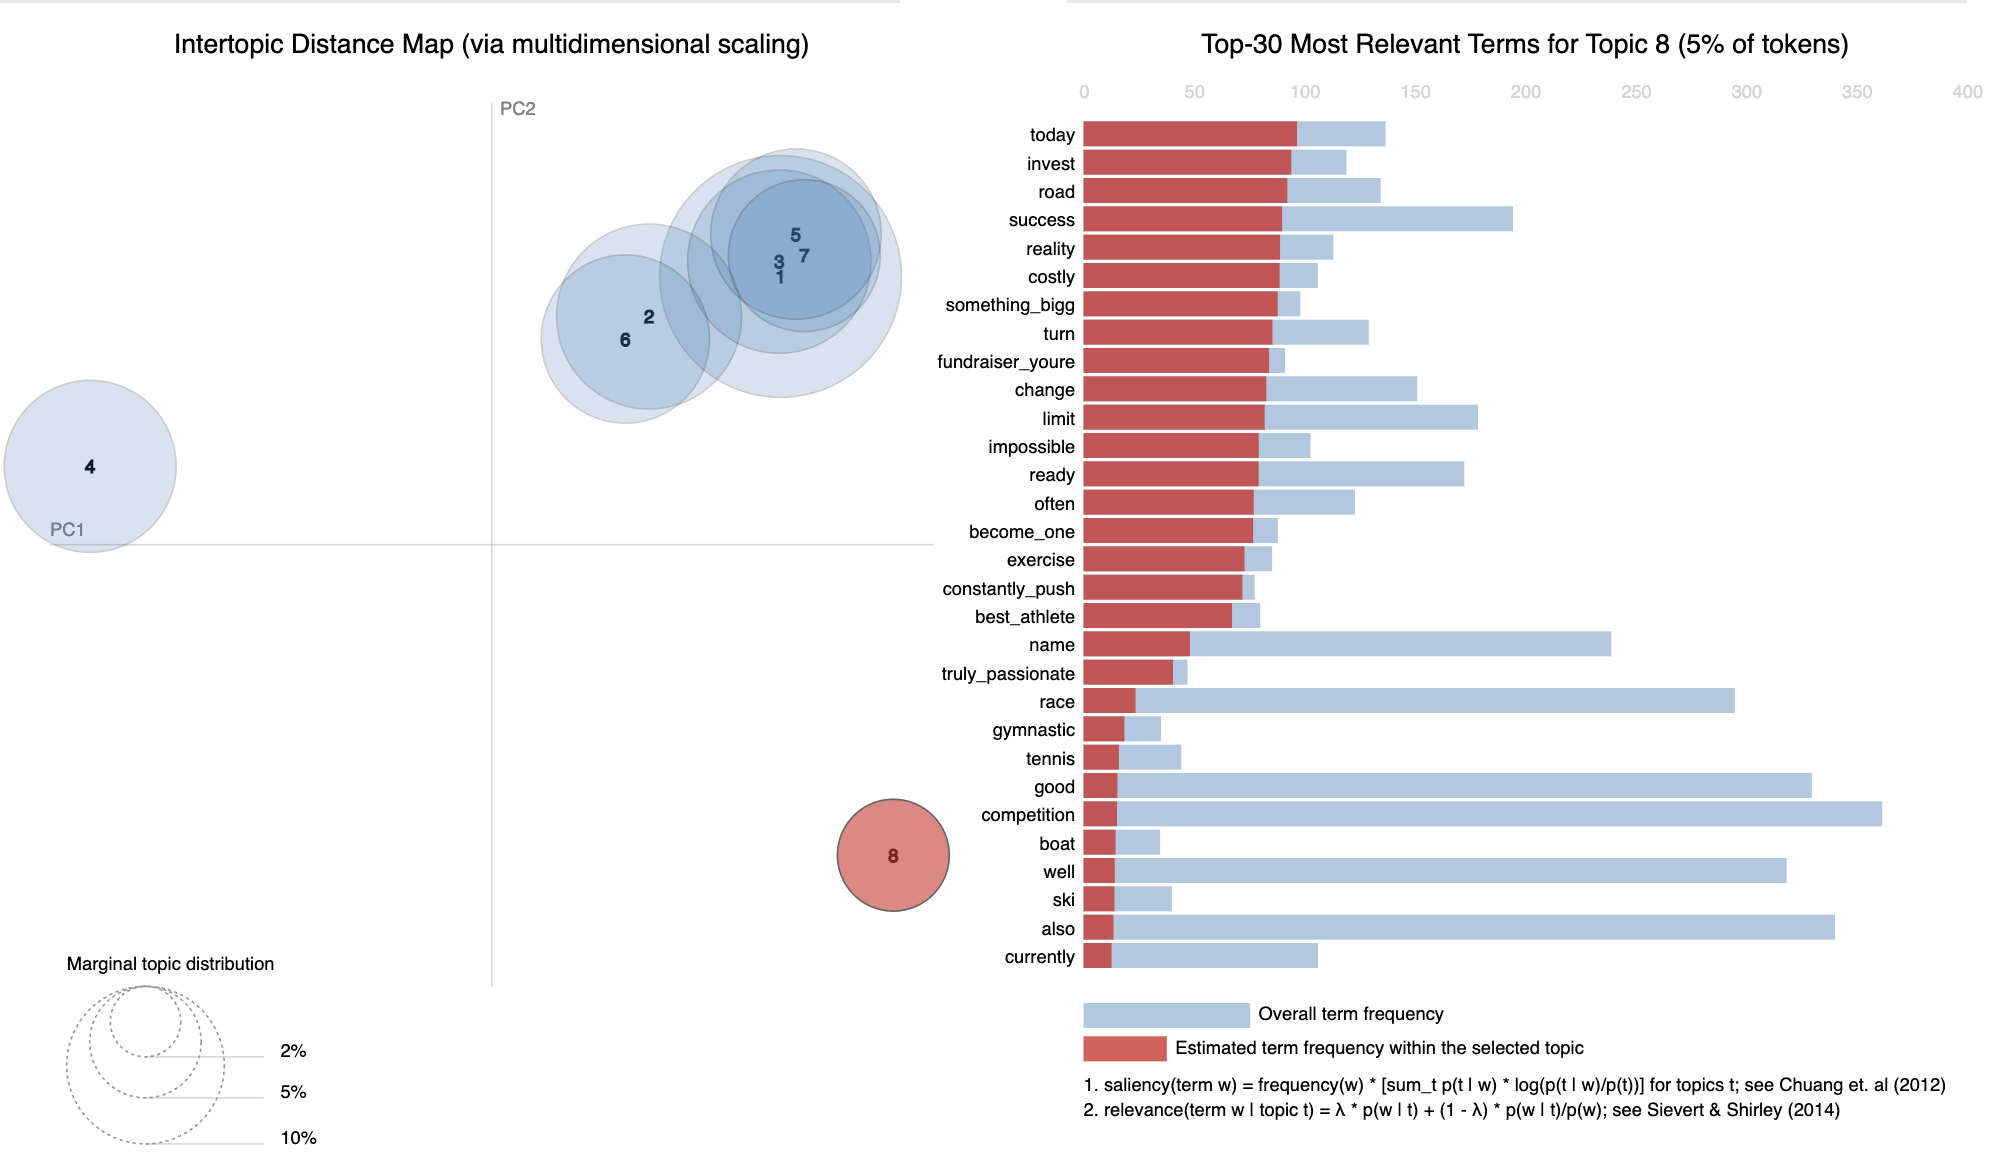 Intertopic Distance Map (via multidimensional scaling)
PC2
5
3
7
1
2
6
4
PC1
8
Marginal topic distribution
2%
5%
10%
Top-30 Most Relevant Terms for Topic 8 (5% of tokens)
0 50 100 150 200 250 300 350 400
today
invest
road
success
reality
costly
something_bigg
turn
fundraiser_youre
change
limit
impossible
ready
often
become_one
exercise
constantly_push
best_athlete
name
truly_passionate
race
gymnastic
tennis
good
competition
boat
well
ski
also
currently
Overall term frequency
Estimated term frequency within the selected topic
1. saliency(term w) = frequency(w) * [sum_t p(t | w) * log(p(t | w)/p(t))] for topics t; see Chuang et. al (2012)
2. relevance(term w | topic t) = λ * p(w | t) + (1 - λ) * p(w | t)/p(w); see Sievert & Shirley (2014)